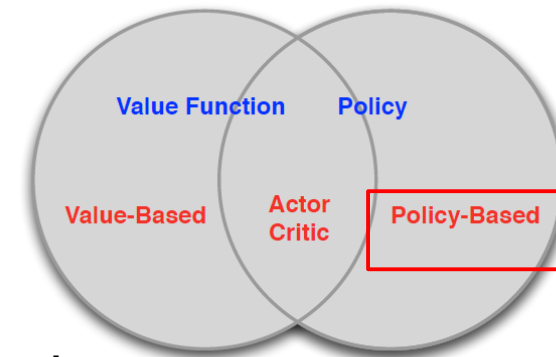 Value Function Policy
Value-Based
Actor
Critic
Policy-Based